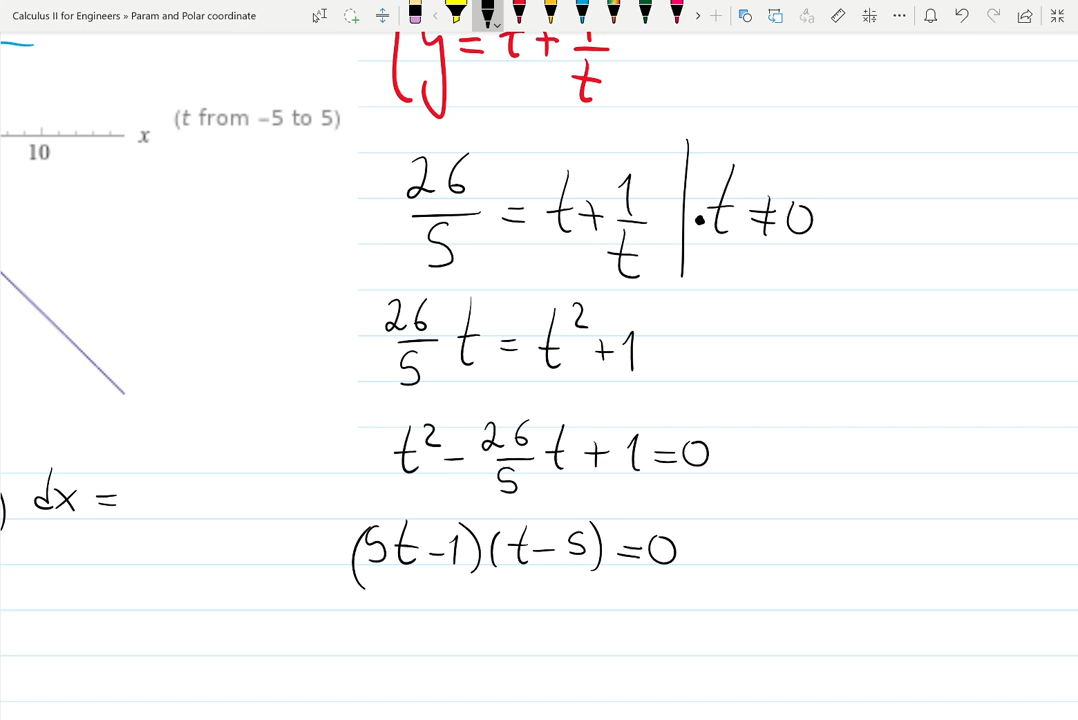 Calculus II for Engineers » Param and Polar coordinate
y = t + 1/t
(t from −5 to 5)
x
10
26/5 = t + 1/t | · t ≠ 0
26/5 t = t² + 1
t² - 26/5 t + 1 = 0
) dx =
(5t - 1)(t - 5) = 0